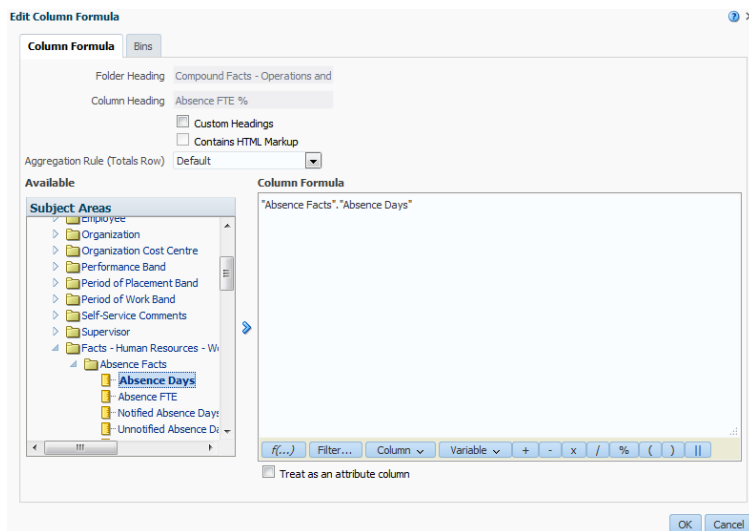 Edit Column Formula
Column Formula
Bins
Folder Heading
Compound Facts - Operations and
Column Heading
Absence FTE %
Custom Headings
Contains HTML Markup
Aggregation Rule (Totals Row)
Default
Available
Column Formula
Subject Areas
"Absence Facts"."Absence Days"
Employee
Organization
Organization Cost Centre
Performance Band
Period of Placement Band
Period of Work Band
Self-Service Comments
Supervisor
Facts - Human Resources - Wo
Absence Facts
Absence Days
Absence FTE
Notified Absence Days
Unnotified Absence Da
f(...) Filter... Column Variable + - x / % ( ) ||
Treat as an attribute column
OK Cancel